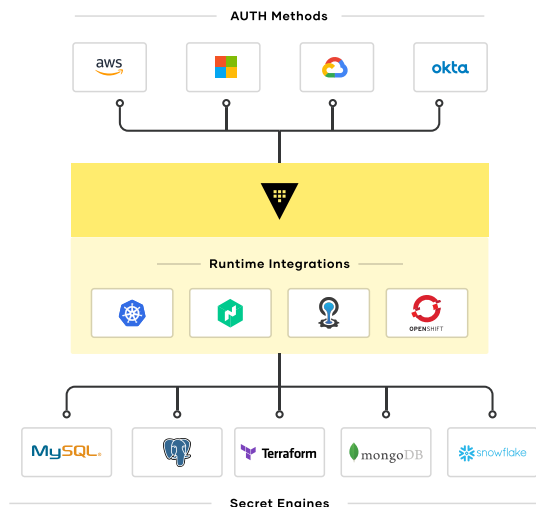 AUTH Methods
aws
okta
Runtime Integrations
OPENSHIFT
MySQL®
Terraform
mongoDB
snowflake
Secret Engines